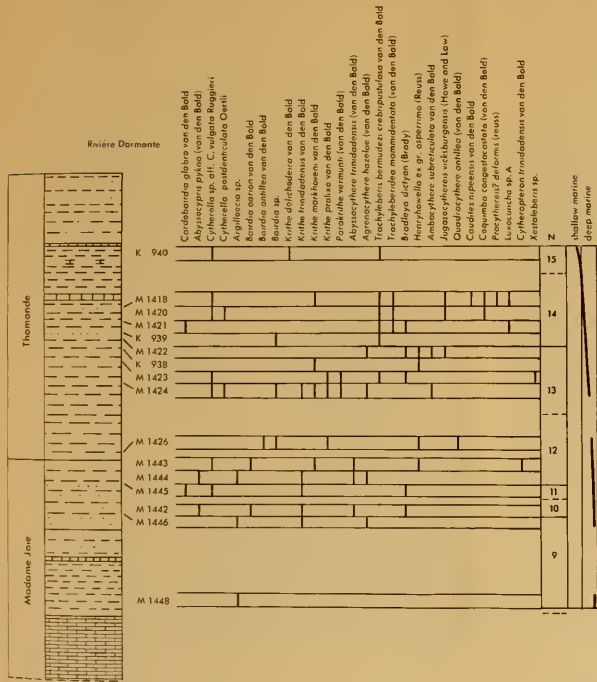 Rivière Darmonte
Cardobairdia glabra van den Bold
Abyssocypris pykna (van den Bold)
Cytherella sp. aff. C. vulgata Ruggieri
Cytherella postdenticulata Oertli
Argilloecia sp.
Bairdia oarion van den Bold
Bairdia antillea van den Bold
Bairdia sp.
Krithe dolichodeira van den Bold
Krithe trinidadensis van den Bold
Krithe morkhoveni van den Bold
Krithe prolixa van den Bold
Parakrithe vermunti (van den Bold)
Abyssocythere trinidadensis (van den Bold)
Agrenocythere hazelae (van den Bold)
Trachyleberis bermudezi crebripustulosa van den Bold
Trachyleberidea mammidentata (van den Bold)
Bradleya dictyon (Brady)
Henryhowella ex gr. asperrima (Reuss)
Ambocythere subreticulata van den Bold
Jugosocythereis vicksburgensis (Howe and Law)
Quadracythere antillea (van den Bold)
Caudites nipeensis van den Bold
Coquimba congestocostata (van den Bold)
Procythereis? deformis (reuss)
Loxoconcha sp. A
Cytheropteron trinidadensis van den Bold
Xestoleberis sp.
N
shallow marine
deep marine
Thomonde
Madame Joie
K 940
M 1418
M 1420
M 1421
K 939
M 1422
K 938
M 1423
M 1424
M 1426
M 1443
M 1444
M 1445
M 1442
M 1446
M 1448
15
14
13
12
11
10
9